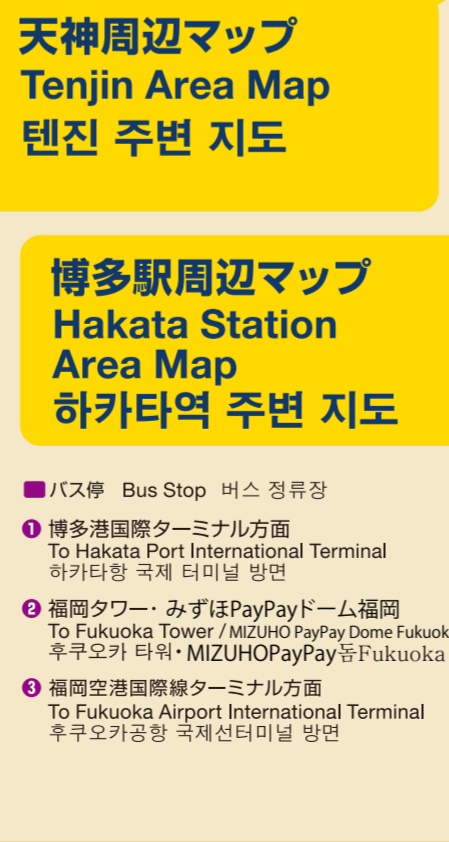 天神周辺マップ
Tenjin Area Map
텐진 주변 지도
博多駅周辺マップ
Hakata Station
Area Map
하카타역 주변 지도
バス停 Bus Stop 버스 정류장
❶ 博多港国際ターミナル方面
To Hakata Port International Terminal
하카타항 국제 터미널 방면
❷ 福岡タワー・みずほPayPayドーム福岡
To Fukuoka Tower / MIZUHO PayPay Dome Fukuok
후쿠오카 타워・MIZUHOPayPay돔Fukuoka
❸ 福岡空港国際線ターミナル方面
To Fukuoka Airport International Terminal
후쿠오카공항 국제선터미널 방면